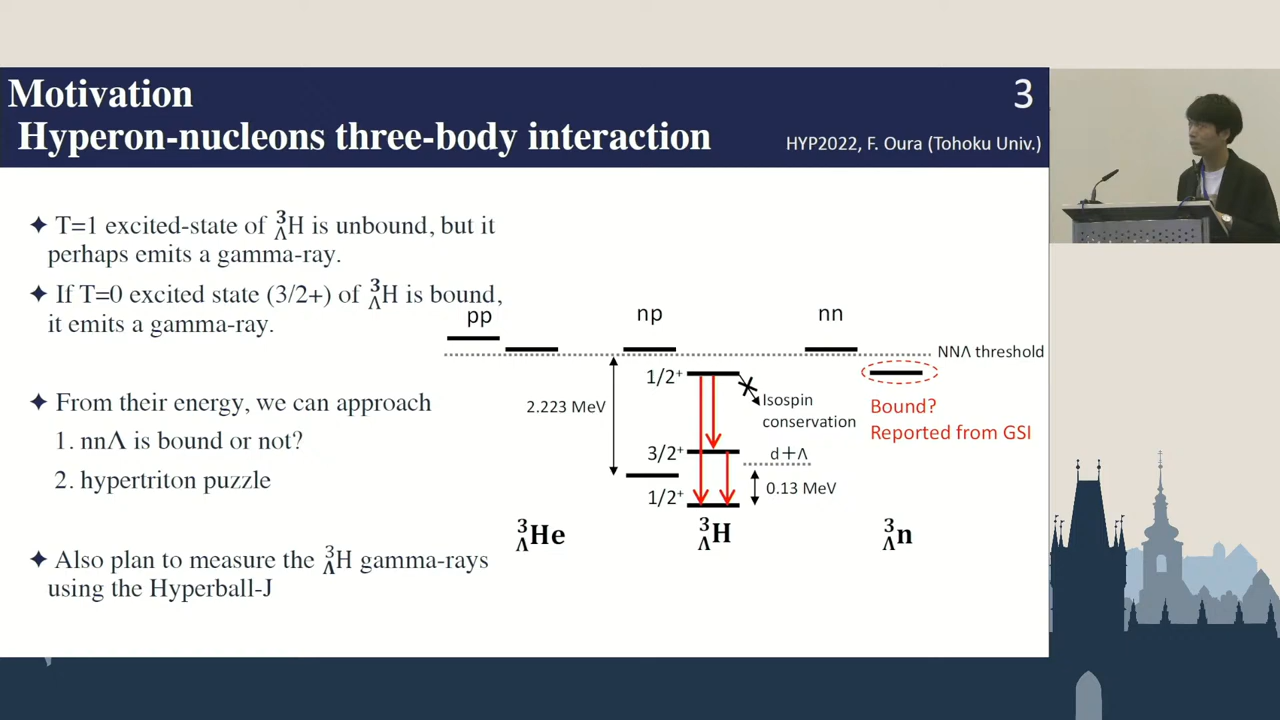 Motivation
3
Hyperon-nucleons three-body interaction
HYP2022, F. Oura (Tohoku Univ.)
✦ T=1 excited-state of ³ΛH is unbound, but it
perhaps emits a gamma-ray.
✦ If T=0 excited state (3/2+) of ³ΛH is bound,
it emits a gamma-ray.
✦ From their energy, we can approach
1. nnΛ is bound or not?
2. hypertriton puzzle
✦ Also plan to measure the ³ΛH gamma-rays
using the Hyperball-J
pp
np
nn
NNΛ threshold
1/2⁺
2.223 MeV
Isospin
conservation
Bound?
Reported from GSI
3/2⁺
d+Λ
0.13 MeV
1/2⁺
³ΛHe
³ΛH
³Λn